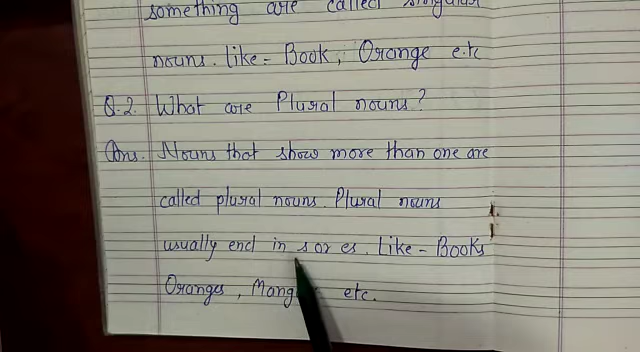 something are called singular
nouns. Like - Book, Orange etc
Q.2. What are Plural nouns?
Ans. Nouns that show more than one are
called plural nouns. Plural nouns
usually end in s or es. Like - Books
Oranges, etc.